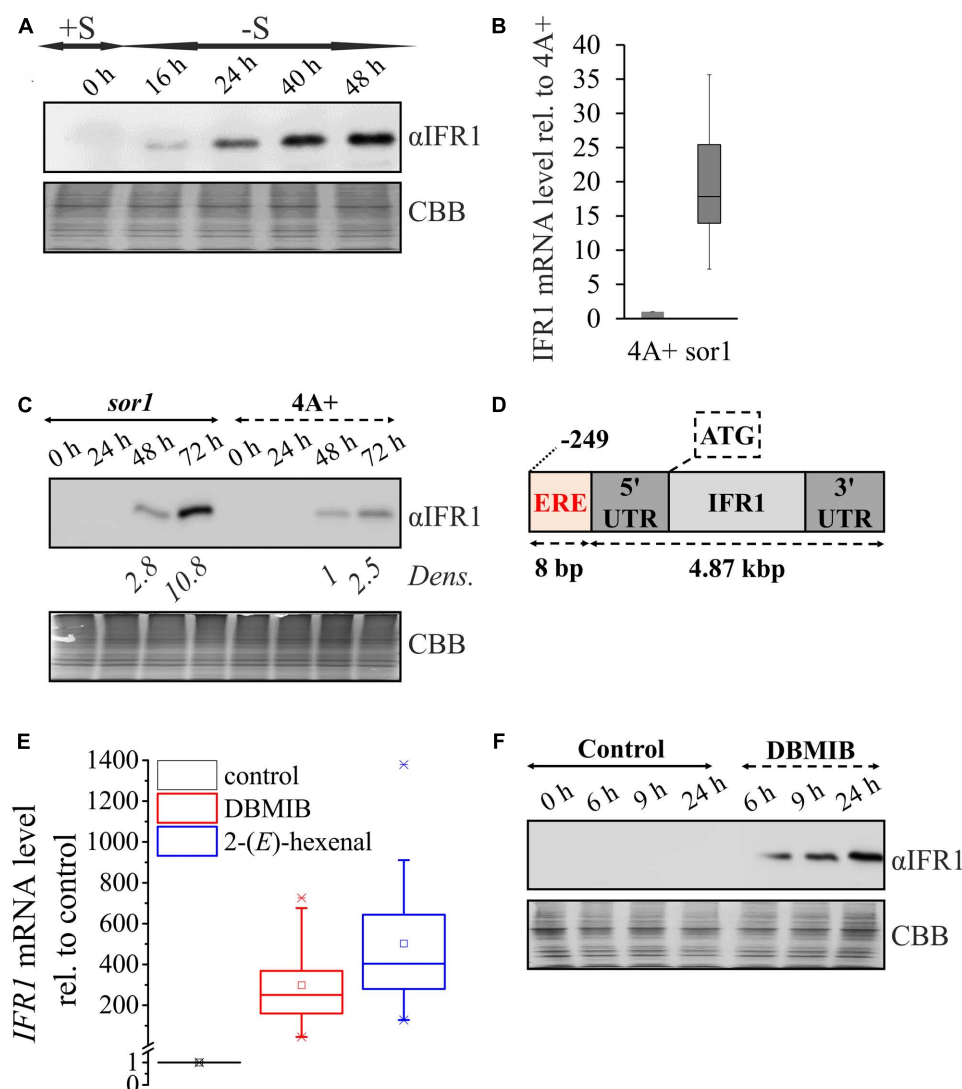 A
+S
-S
0 h
16 h
24 h
40 h
48 h
αIFR1
CBB
B
IFR1 mRNA level rel. to 4A+
40
35
30
25
20
15
10
5
0
4A+ sor1
C
sor1
4A+
0 h
24 h
48 h
72 h
0 h
24 h
48 h
72 h
αIFR1
2.8
10.8
1
2.5
Dens.
CBB
D
-249
ATG
ERE
5'
UTR
IFR1
3'
UTR
8 bp
4.87 kbp
E
IFR1 mRNA level
rel. to control
1400
1200
1000
800
600
400
200
1
0
control
DBMIB
2-(E)-hexenal
F
Control
DBMIB
0 h
6 h
9 h
24 h
6 h
9 h
24 h
αIFR1
CBB